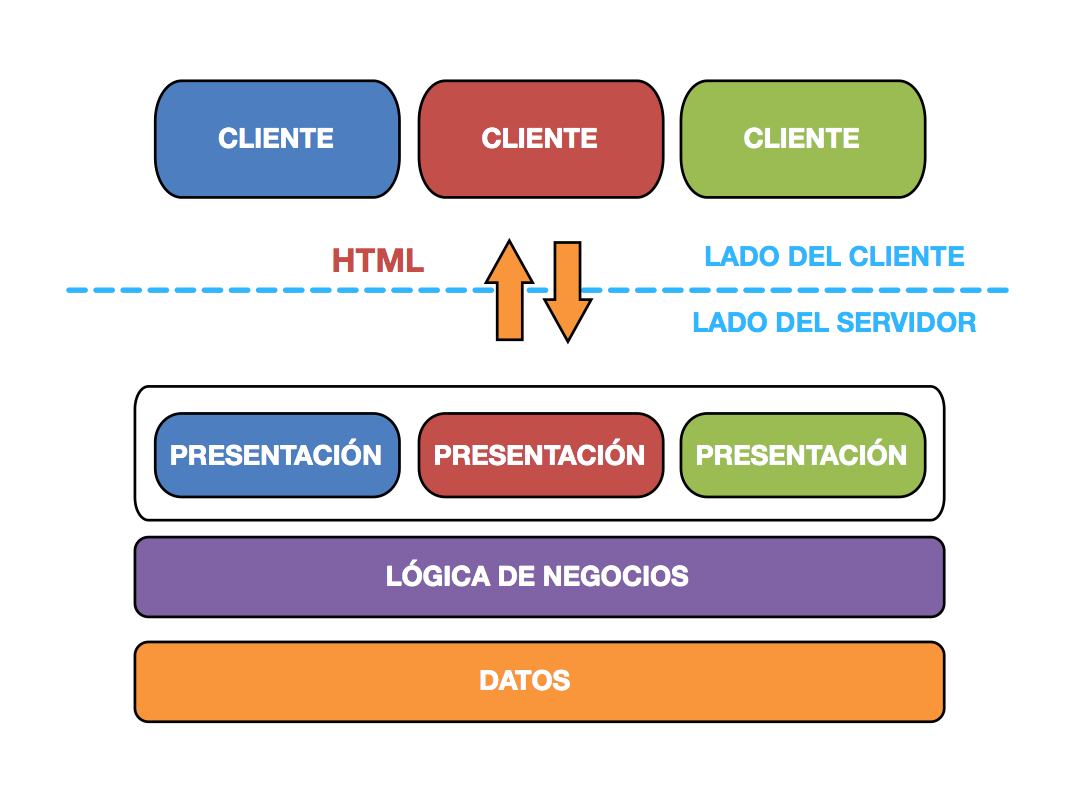 CLIENTE
CLIENTE
CLIENTE
HTML
LADO DEL CLIENTE
LADO DEL SERVIDOR
PRESENTACIÓN
PRESENTACIÓN
PRESENTACIÓN
LÓGICA DE NEGOCIOS
DATOS